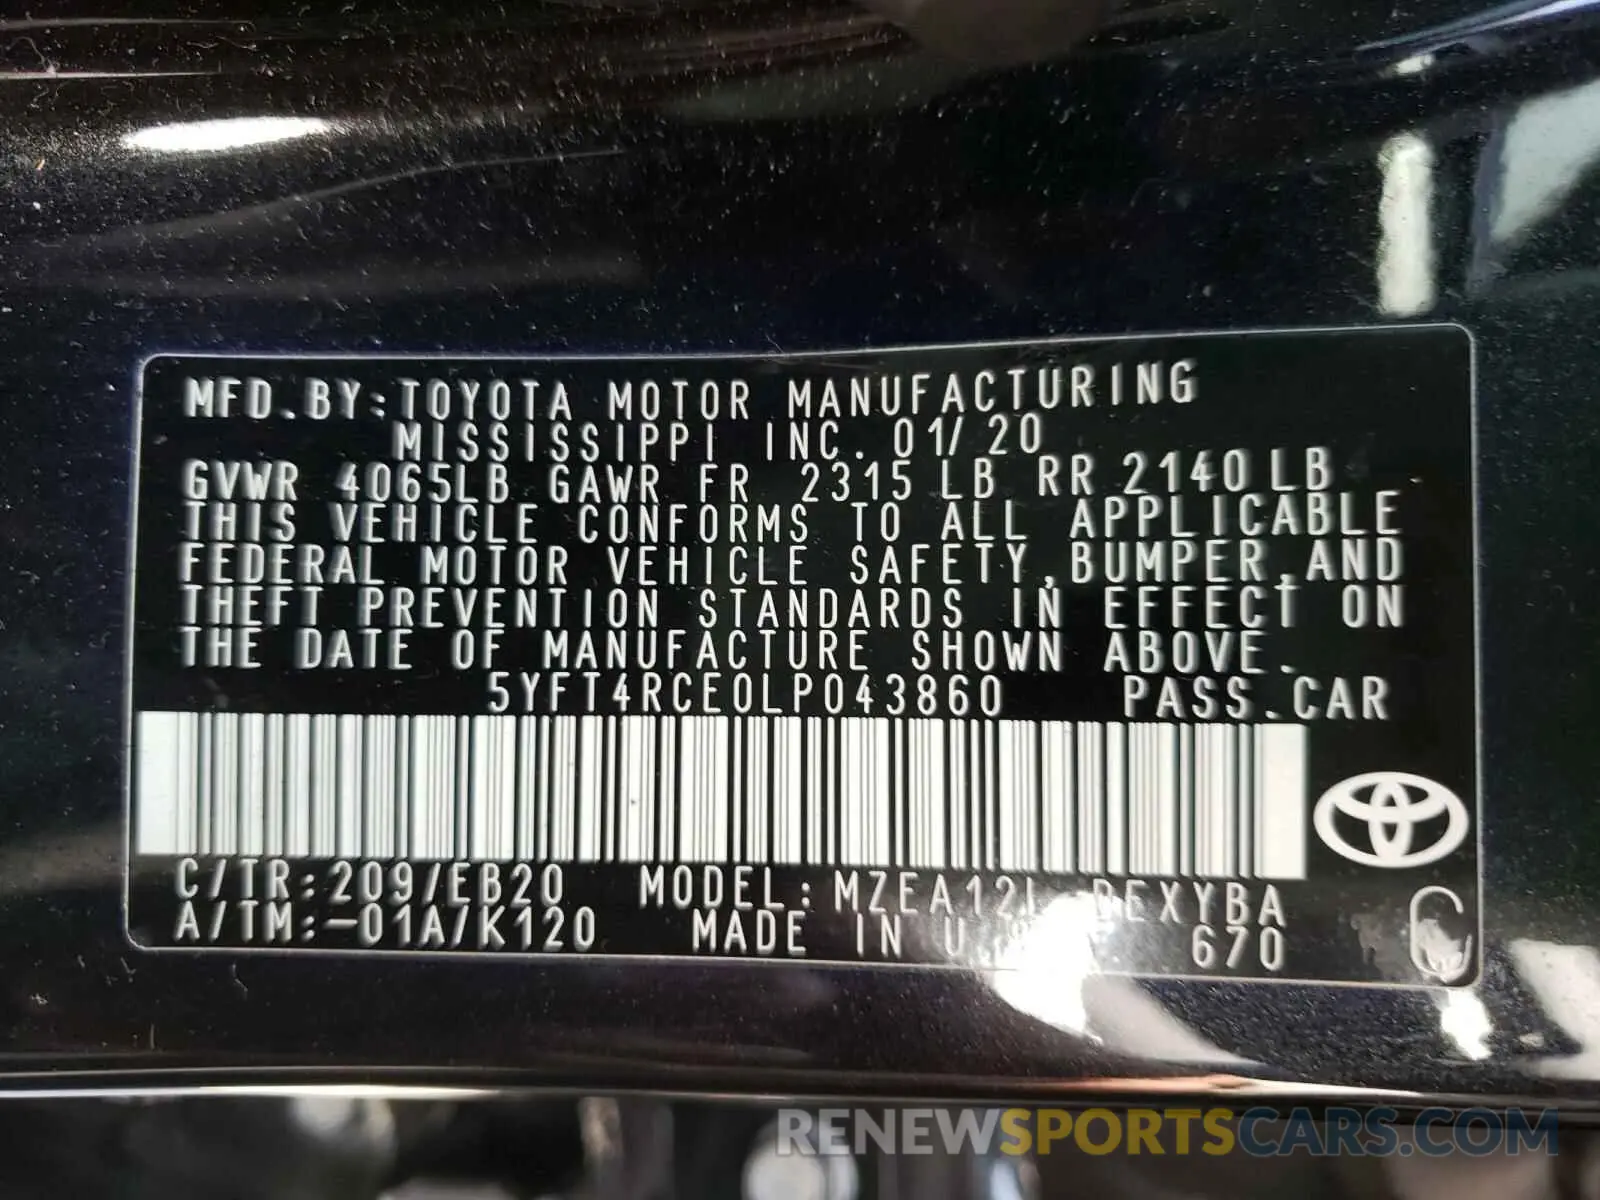 MFD.BY:TOYOTA MOTOR MANUFACTURING
MISSISSIPPI INC. 01/20
GVWR 4065LB GAWR FR 2315 LB RR 2140 LB
THIS VEHICLE CONFORMS TO ALL APPLICABLE
FEDERAL MOTOR VEHICLE SAFETY,BUMPER,AND
THEFT PREVENTION STANDARDS IN EFFECT ON
THE DATE OF MANUFACTURE SHOWN ABOVE.
5YFT4RCE0LP043860 PASS.CAR
C/TR:209/EB20 MODEL:
A/TM:-01A/K120 MADE IN 670
C
RENEWSPORTSCARS.COM